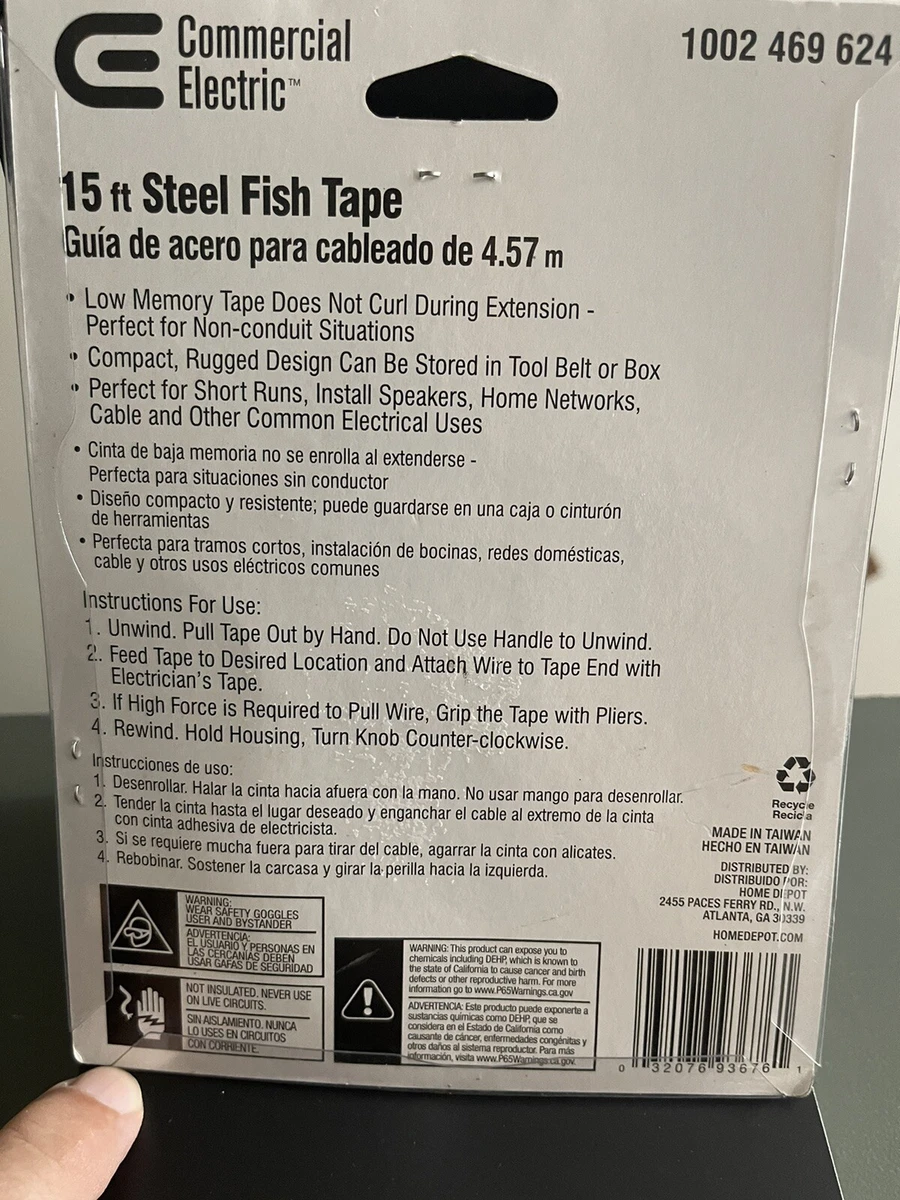 Commercial
Electric™
1002 469 624
15 ft Steel Fish Tape
Guía de acero para cableado de 4.57 m
• Low Memory Tape Does Not Curl During Extension -
Perfect for Non-conduit Situations
• Compact, Rugged Design Can Be Stored in Tool Belt or Box
• Perfect for Short Runs, Install Speakers, Home Networks,
Cable and Other Common Electrical Uses
• Cinta de baja memoria no se enrolla al extenderse -
Perfecta para situaciones sin conductor
• Diseño compacto y resistente; puede guardarse en una caja o cinturón
de herramientas
• Perfecta para tramos cortos, instalación de bocinas, redes domésticas,
cable y otros usos eléctricos comunes
Instructions For Use:
1. Unwind. Pull Tape Out by Hand. Do Not Use Handle to Unwind.
2. Feed Tape to Desired Location and Attach Wire to Tape End with
Electrician's Tape.
3. If High Force is Required to Pull Wire, Grip the Tape with Pliers.
4. Rewind. Hold Housing, Turn Knob Counter-clockwise.
Instrucciones de uso:
1. Desenrollar. Halar la cinta hacia afuera con la mano. No usar mango para desenrollar.
2. Tender la cinta hasta el lugar deseado y enganchar el cable al extremo de la cinta
con cinta adhesiva de electricista.
3. Si se requiere mucha fuera para tirar del cable, agarrar la cinta con alicates.
4. Rebobinar. Sostener la carcasa y girar la perilla hacia la izquierda.
Recycle
Recicla
MADE IN TAIWAN
HECHO EN TAIWAN
DISTRIBUTED BY:
DISTRIBUIDO POR:
HOME DEPOT
2455 PACES FERRY RD., N.W.
ATLANTA, GA 30339
HOMEDEPOT.COM
WARNING:
WEAR SAFETY GOGGLES
USER AND BYSTANDER
ADVERTENCIA:
EL USUARIO Y PERSONAS EN
LAS CERCANÍAS DEBEN
USAR GAFAS DE SEGURIDAD
NOT INSULATED. NEVER USE
ON LIVE CIRCUITS.
SIN AISLAMIENTO. NUNCA
LO USES EN CIRCUITOS
CON CORRIENTE.
WARNING: This product can expose you to
chemicals including DEHP, which is known to
the state of California to cause cancer and birth
defects or other reproductive harm. For more
information go to www.P65Warnings.ca.gov
ADVERTENCIA: Este producto puede exponerte a
sustancias químicas como DEHP, que se
considera en el Estado de California como
causante de cáncer, enfermedades congénitas y
otros daños al sistema reproductor. Para más
información, visita www.P65Warnings.ca.gov.
0 32076 93676 1